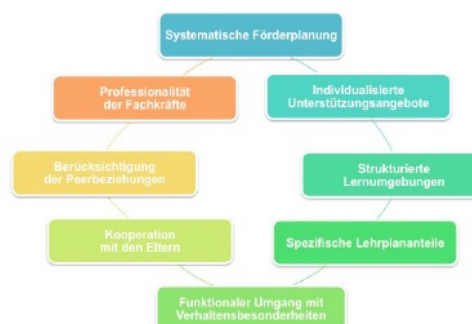 Systematische Förderplanung
Professionalität
der Fachkräfte
Individualisierte
Unterstützungsangebote
Berücksichtigung
der Peerbeziehungen
Strukturierte
Lernumgebungen
Kooperation
mit den Eltern
Spezifische Lehrplananteile
Funktionaler Umgang mit
Verhaltensbesonderheiten